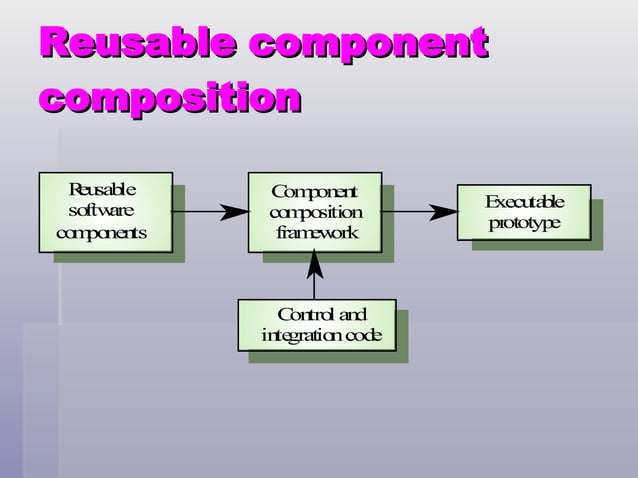 Reusable component
composition
Reusable
software
components
Component
composition
framework
Executable
prototype
Control and
integration code